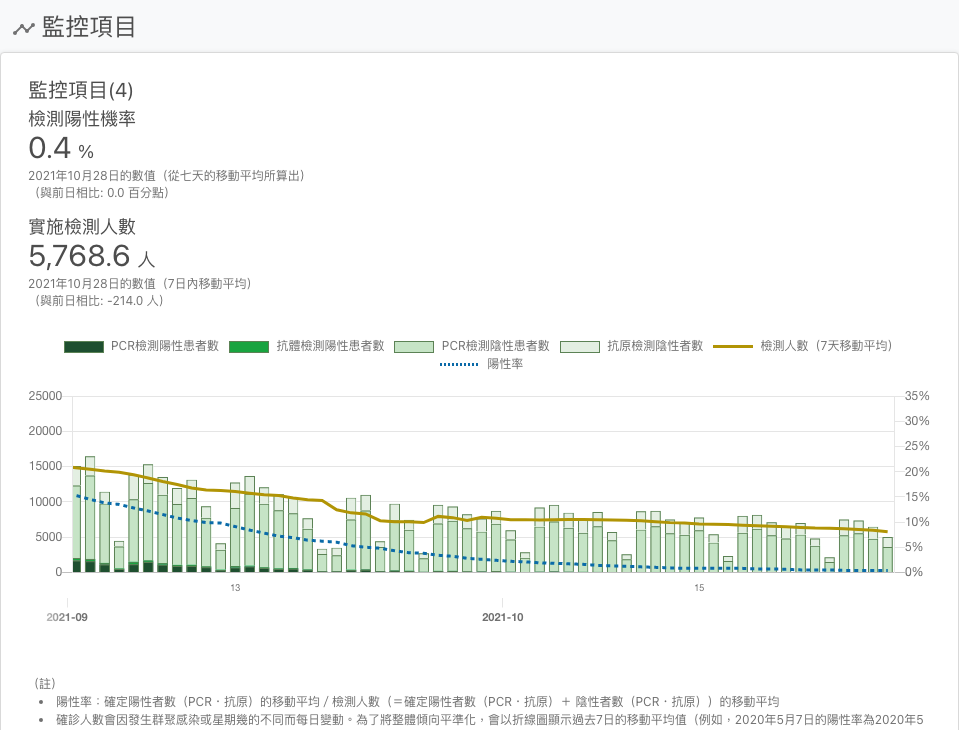 監控項目
監控項目(4)
檢測陽性機率
0.4 %
2021年10月28日的數值（從七天的移動平均所算出）
（與前日相比: 0.0 百分點）
實施檢測人數
5,768.6 人
2021年10月28日的數值（7日內移動平均）
（與前日相比: -214.0 人）
PCR檢測陽性患者數 抗體檢測陽性患者數 PCR檢測陰性患者數 抗原檢測陰性者數 檢測人數（7天移動平均）
陽性率
25000 35%
30%
20000
25%
15000 20%
15%
10000
10%
5000
5%
0 0%
13 15
2021-09 2021-10
（註）
• 陽性率：確定陽性者數（PCR・抗原）的移動平均 / 檢測人數（＝確定陽性者數（PCR・抗原）＋ 陰性者數（PCR・抗原））的移動平均
• 確診人數會因發生群聚感染或星期幾的不同而每日變動。為了將整體傾向平準化，會以折線圖顯示過去7日的移動平均值（例如，2020年5月7日的陽性率為2020年5